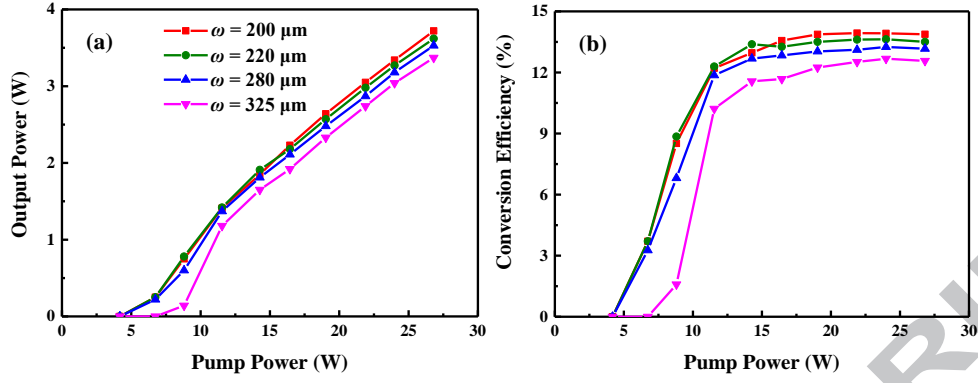 (a)
ω = 200 μm
ω = 220 μm
ω = 280 μm
ω = 325 μm
Output Power (W)
4
3
2
1
0
0 5 10 15 20 25 30
Pump Power (W)
(b)
Conversion Efficiency (%)
15
12
9
6
3
0
0 5 10 15 20 25 30
Pump Power (W)